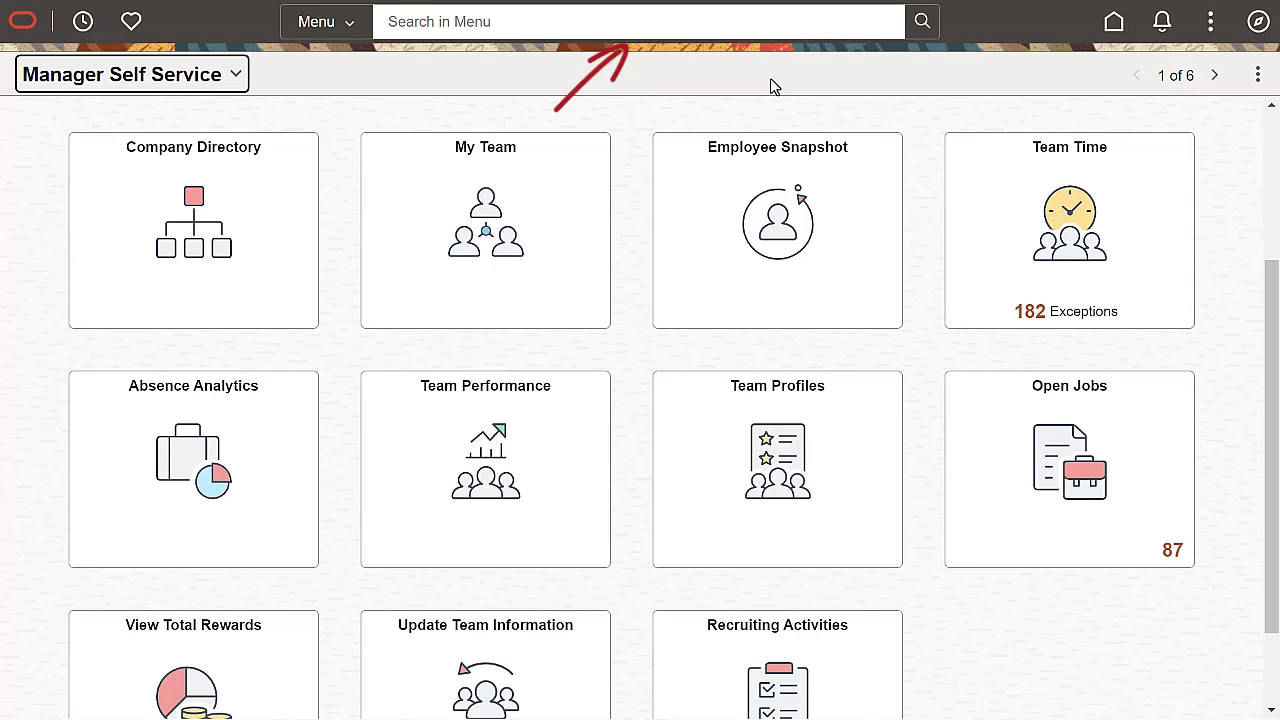 Menu
Search in Menu
Manager Self Service
1 of 6
Company Directory
My Team
Employee Snapshot
Team Time
182 Exceptions
Absence Analytics
Team Performance
Team Profiles
Open Jobs
87
View Total Rewards
Update Team Information
Recruiting Activities